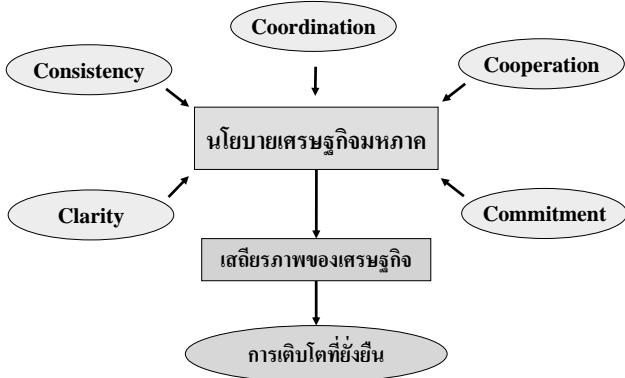 Coordination
Consistency
Cooperation
นโยบายเศรษฐกิจมหภาค
Clarity
Commitment
เสถียรภาพของเศรษฐกิจ
การเติบโตที่ยั่งยืน